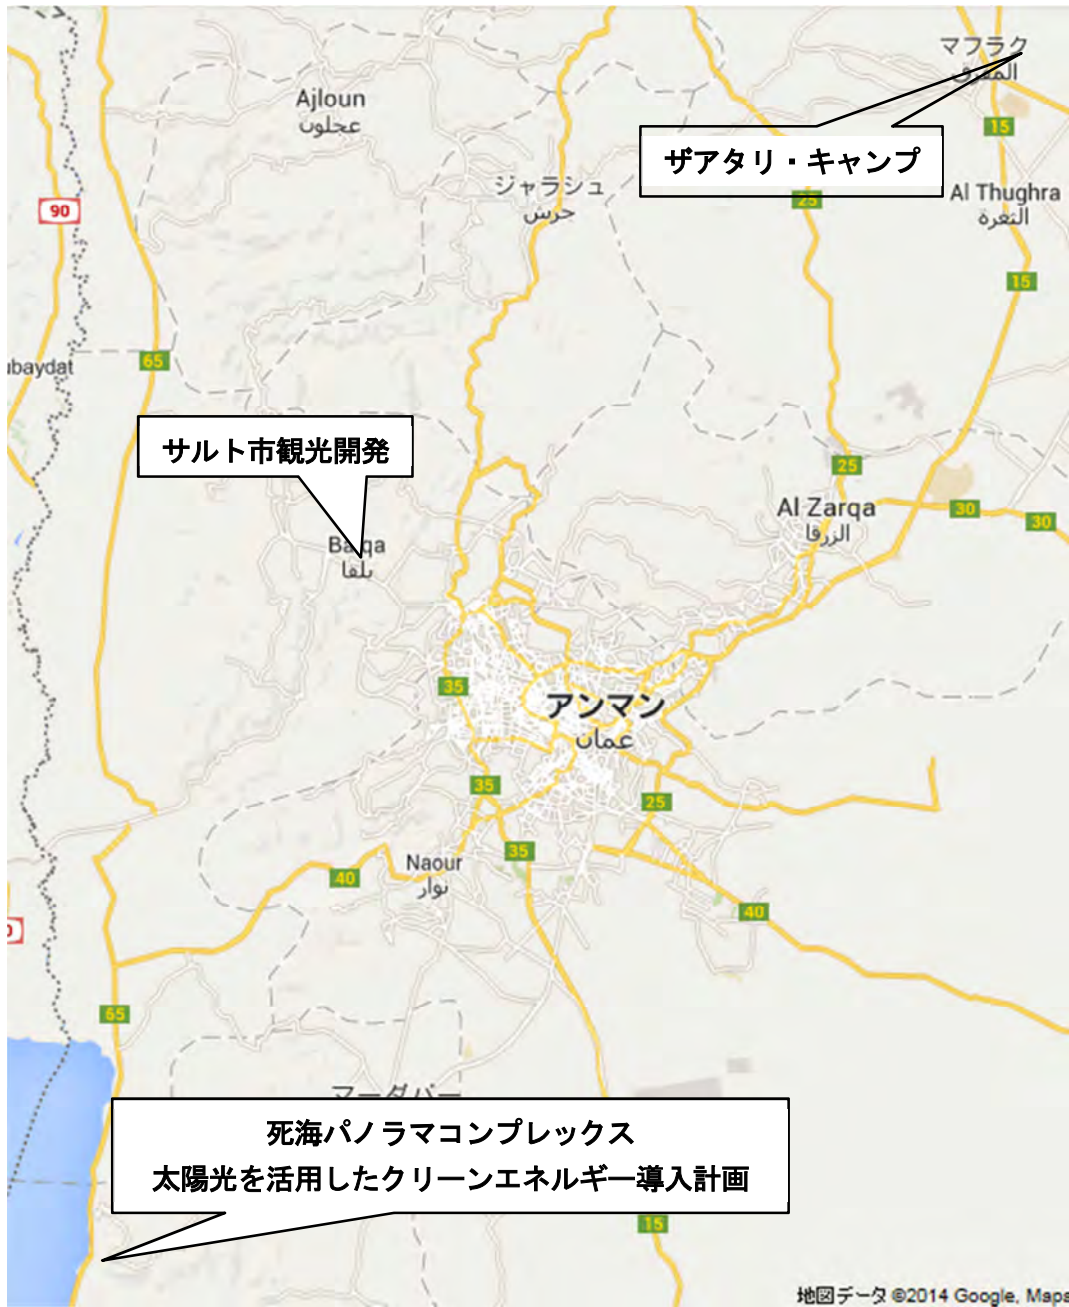 マフラク
المفرق
Ajloun
عجلون
15
ザアタリ・キャンプ
ジャラシュ
جرش
Al Thughra
الثغرة
90
25
15
65
ubaydat
サルト市観光開発
25
Al Zarqa
الزرقا
30
30
Balqa
بلقا
35
アンマン
عمان
35
25
35
Naour
نوار
40
40
65
マーダバー
死海パノラマコンプレックス
太陽光を活用したクリーンエネルギー導入計画
15
地図データ ©2014 Google, Mapa